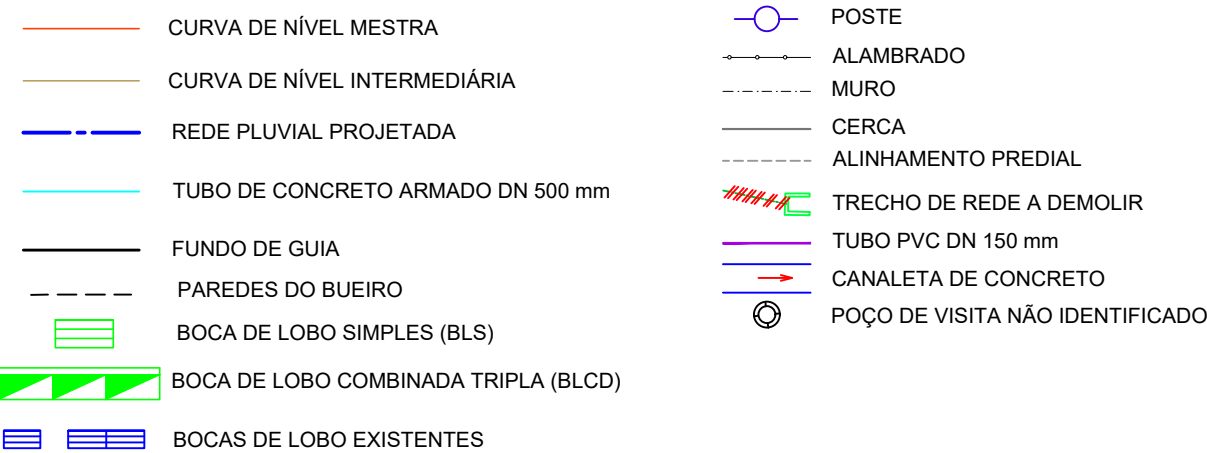 CURVA DE NÍVEL MESTRA
CURVA DE NÍVEL INTERMEDIÁRIA
REDE PLUVIAL PROJETADA
TUBO DE CONCRETO ARMADO DN 500 mm
FUNDO DE GUIA
PAREDES DO BUEIRO
BOCA DE LOBO SIMPLES (BLS)
BOCA DE LOBO COMBINADA TRIPLA (BLCD)
BOCAS DE LOBO EXISTENTES
POSTE
ALAMBRADO
MURO
CERCA
ALINHAMENTO PREDIAL
TRECHO DE REDE A DEMOLIR
TUBO PVC DN 150 mm
CANALETA DE CONCRETO
POÇO DE VISITA NÃO IDENTIFICADO